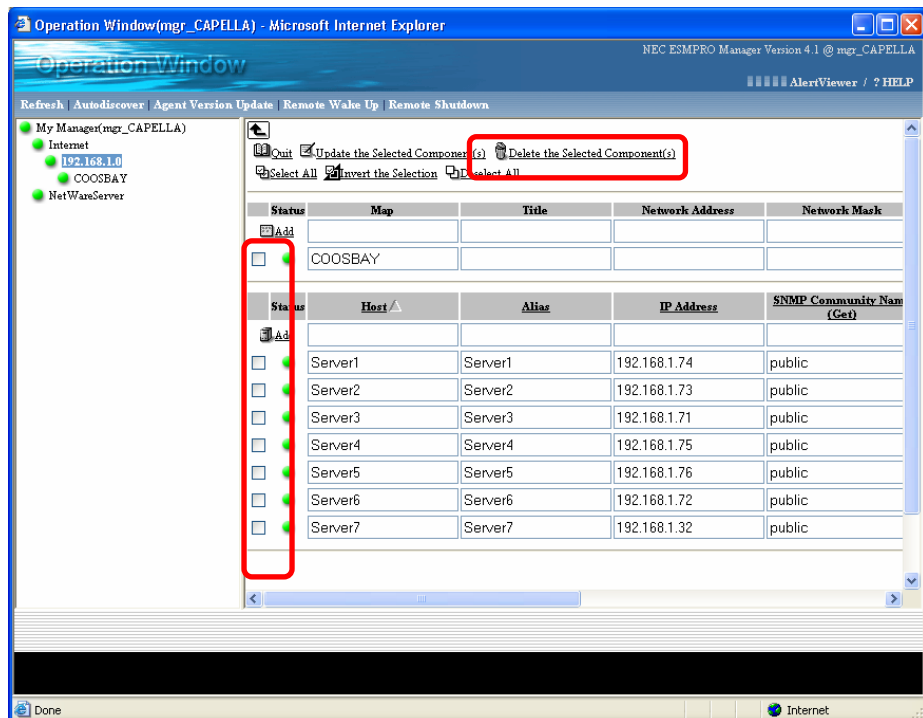 Operation Window(mgr_CAPELLA) - Microsoft Internet Explorer
Operation Window
NEC ESMPRO Manager Version 4.1 @ mgr_CAPELLA
AlertViewer / ? HELP
Refresh | Autodiscover | Agent Version Update | Remote Wake Up | Remote Shutdown
My Manager(mgr_CAPELLA)
Internet
192.168.1.0
COOSBAY
NetWareServer
Quit Update the Selected Component(s) Delete the Selected Component(s)
Select All Invert the Selection Deselect All
Status Map Title Network Address Network Mask
Add
COOSBAY
Status Host Alias IP Address SNMP Community Nam
(Get)
Add
Server1 Server1 192.168.1.74 public
Server2 Server2 192.168.1.73 public
Server3 Server3 192.168.1.71 public
Server4 Server4 192.168.1.75 public
Server5 Server5 192.168.1.76 public
Server6 Server6 192.168.1.72 public
Server7 Server7 192.168.1.32 public
Done Internet